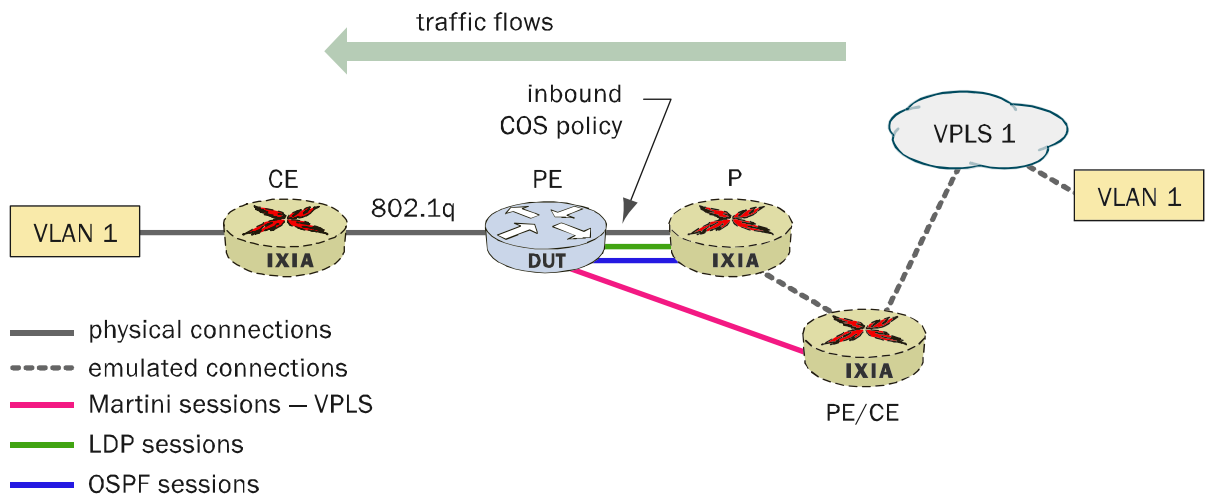 traffic flows
inbound
COS policy
VPLS 1
CE
PE
P
802.1q
VLAN 1
VLAN 1
IXIA
DUT
IXIA
physical connections
emulated connections
IXIA
Martini sessions — VPLS
PE/CE
LDP sessions
OSPF sessions